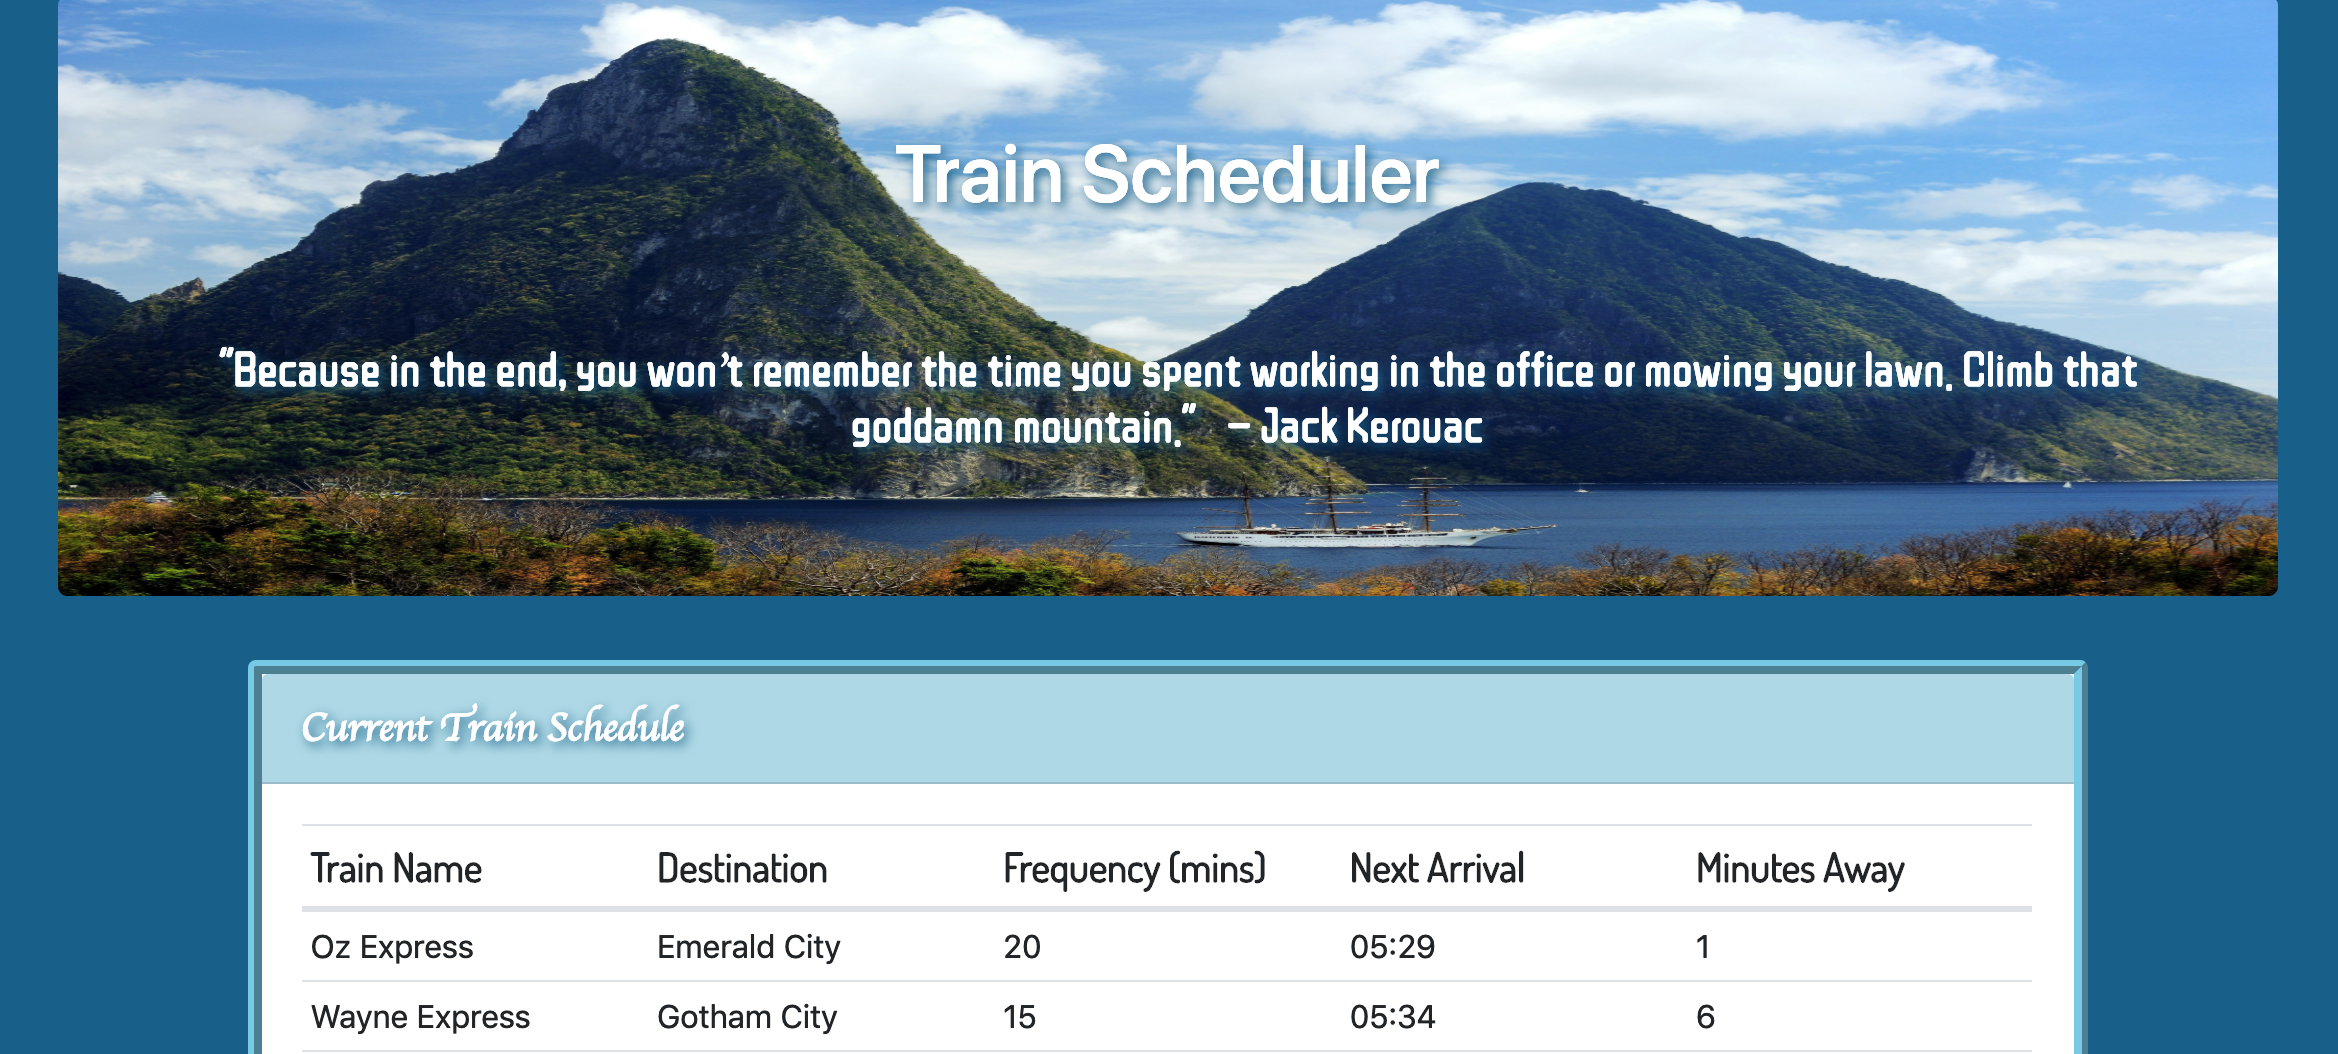 Train Scheduler
"Because in the end, you won't remember the time you spent working in the office or mowing your lawn. Climb that
goddamn mountain." – Jack Kerouac
Current Train Schedule
Train Name Destination Frequency (mins) Next Arrival Minutes Away
Oz Express Emerald City 20 05:29 1
Wayne Express Gotham City 15 05:34 6